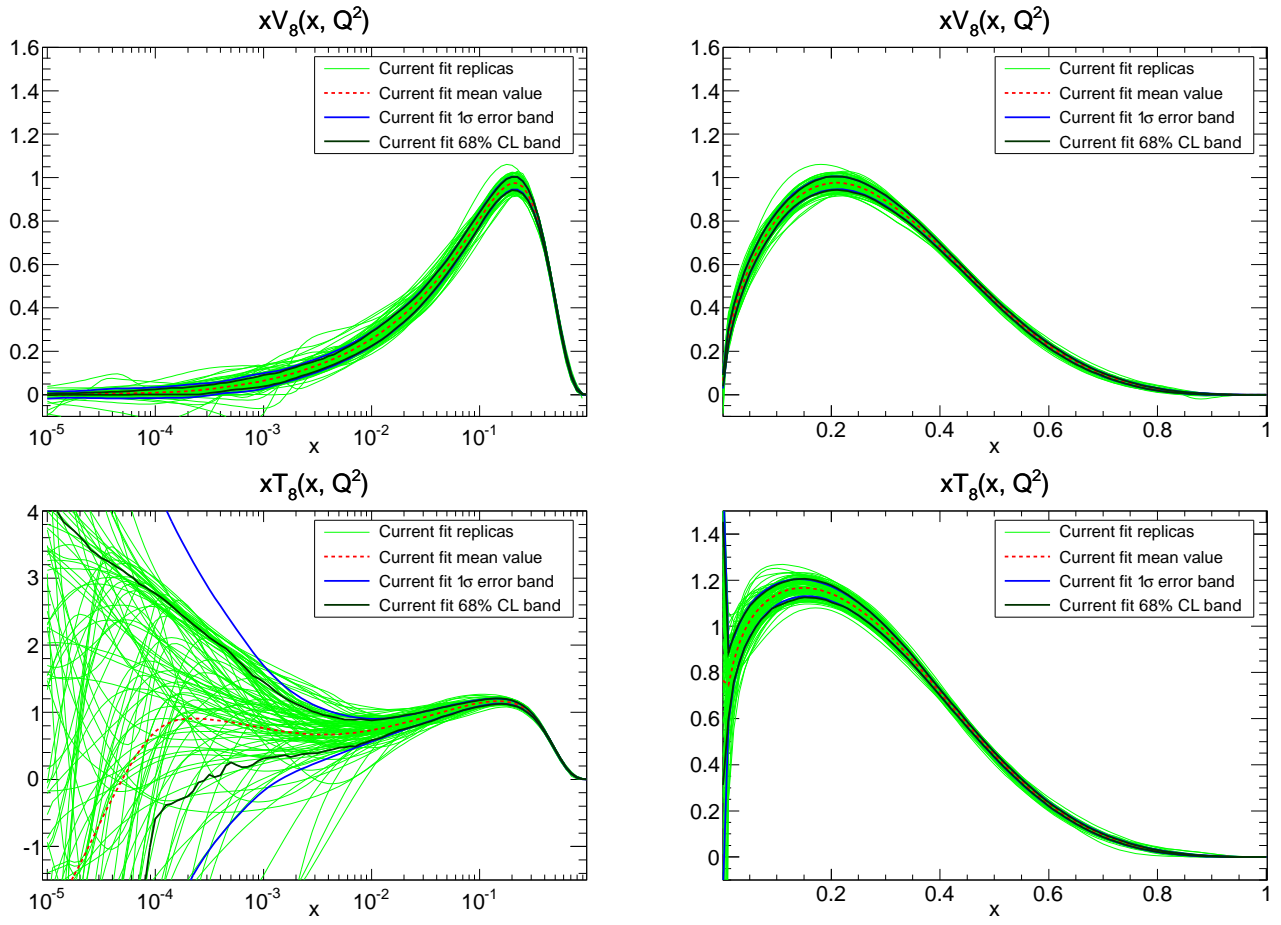 xV₈(x, Q²)
1.6
1.4
1.2
1
0.8
0.6
0.4
0.2
0
Current fit replicas
Current fit mean value
Current fit 1σ error band
Current fit 68% CL band
10⁻⁵ 10⁻⁴ 10⁻³ 10⁻² 10⁻¹
x
xV₈(x, Q²)
1.6
1.4
1.2
1
0.8
0.6
0.4
0.2
0
Current fit replicas
Current fit mean value
Current fit 1σ error band
Current fit 68% CL band
0.2 0.4 0.6 0.8 1
x
xT₈(x, Q²)
4
3
2
1
0
-1
Current fit replicas
Current fit mean value
Current fit 1σ error band
Current fit 68% CL band
10⁻⁵ 10⁻⁴ 10⁻³ 10⁻² 10⁻¹
x
xT₈(x, Q²)
1.4
1.2
1
0.8
0.6
0.4
0.2
0
Current fit replicas
Current fit mean value
Current fit 1σ error band
Current fit 68% CL band
0.2 0.4 0.6 0.8 1
x